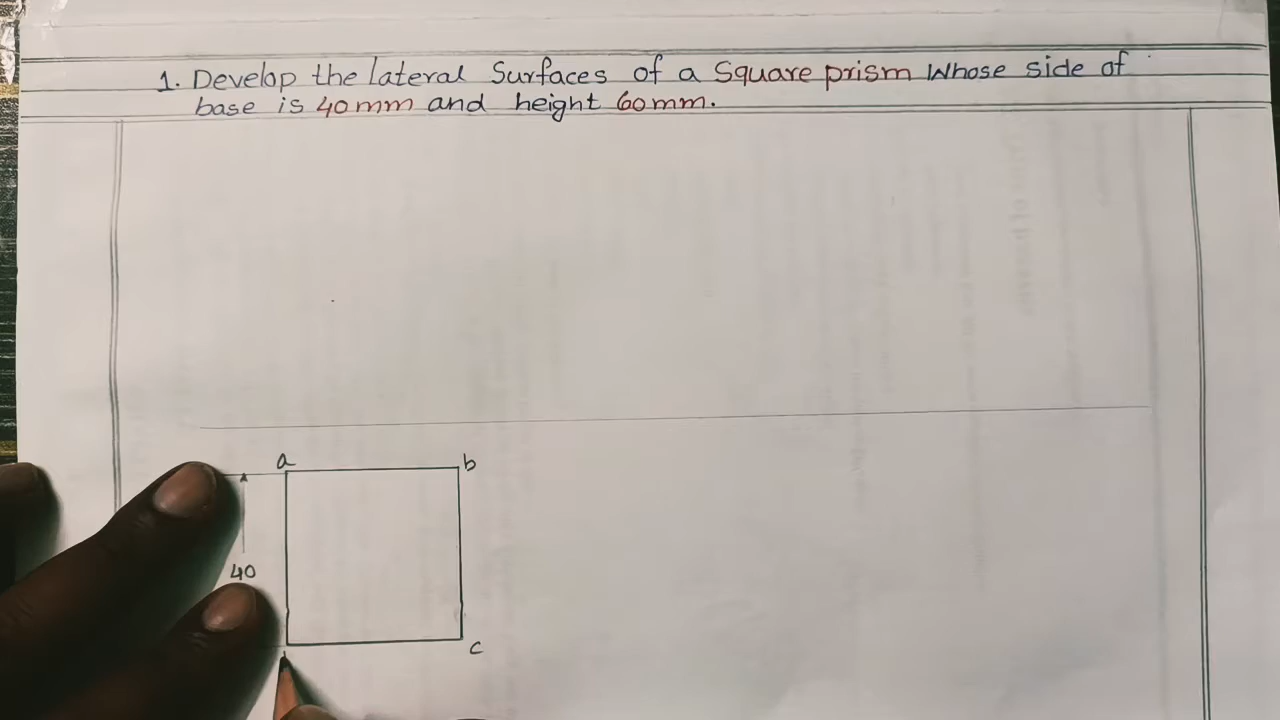 1. Develop the lateral Surfaces of a Square prism Whose side of
base is 40mm and height 60mm.
a
b
40
c